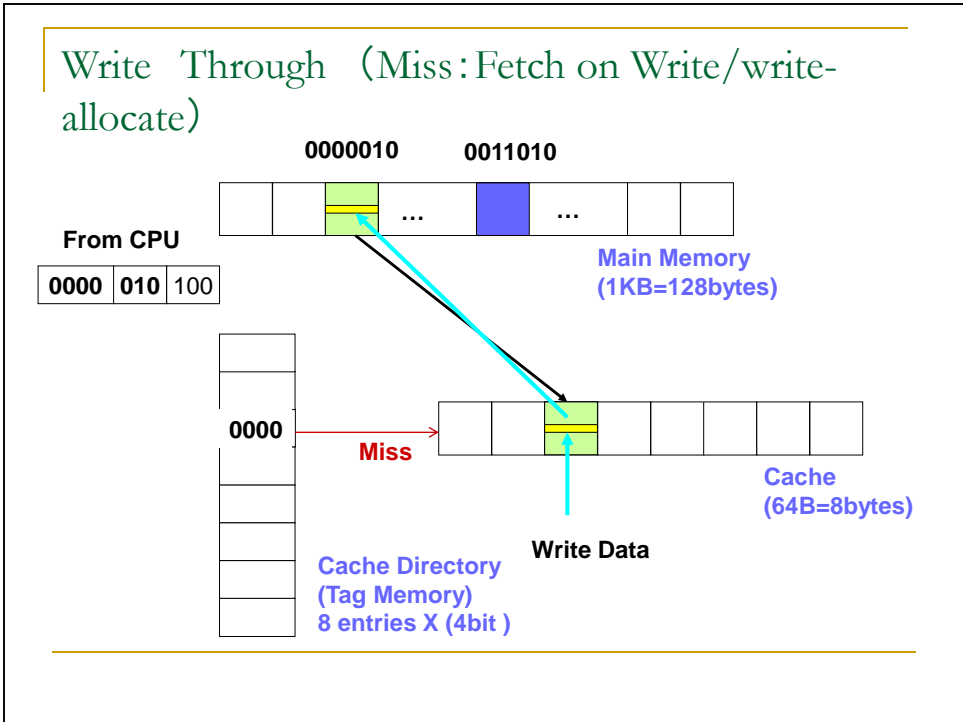 Write Through （Miss：Fetch on Write/write-
allocate）
0000010 0011010
... ...
From CPU
0000 010 100
Main Memory
(1KB=128bytes)
0000
Miss
Cache
(64B=8bytes)
Write Data
Cache Directory
(Tag Memory)
8 entries X (4bit )